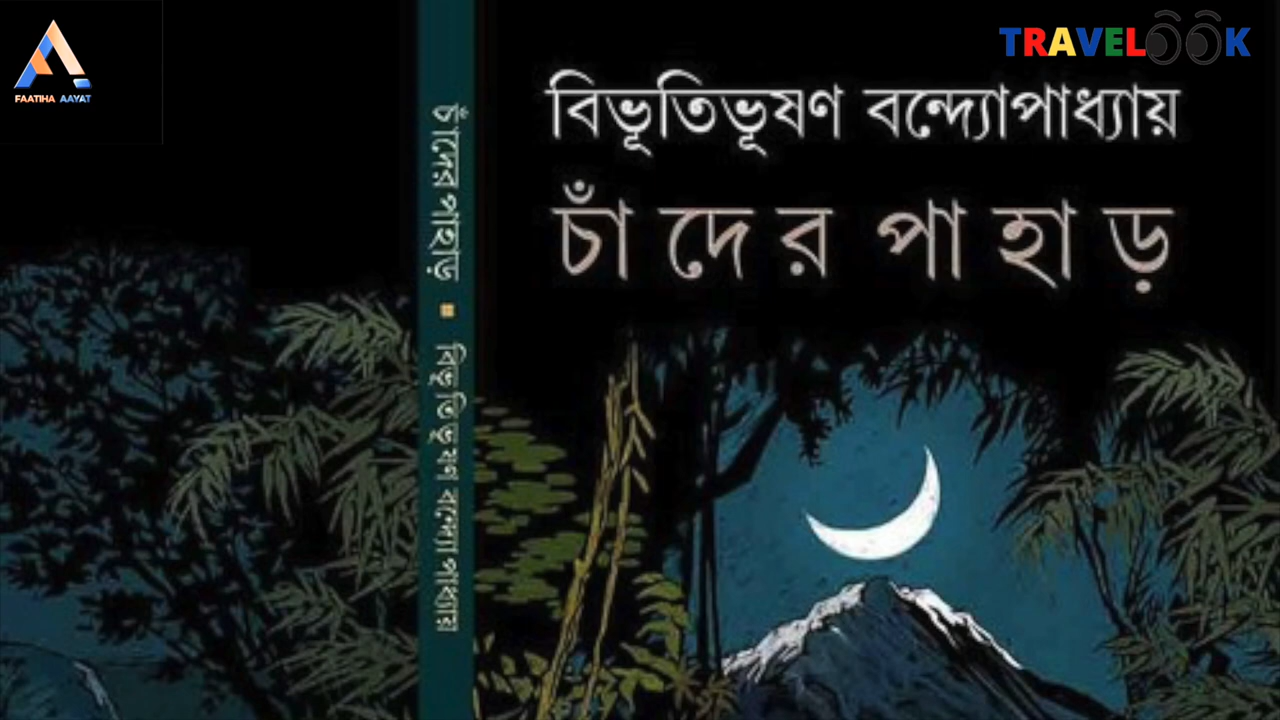 FAATIHA AAYAT
TRAVELOOK
বিভূতিভূষণ বন্দ্যোপাধ্যায়
চাঁদের পাহাড়
চাঁদের পাহাড় ▪ বিভূতিভূষণ বন্দ্যোপাধ্যায়